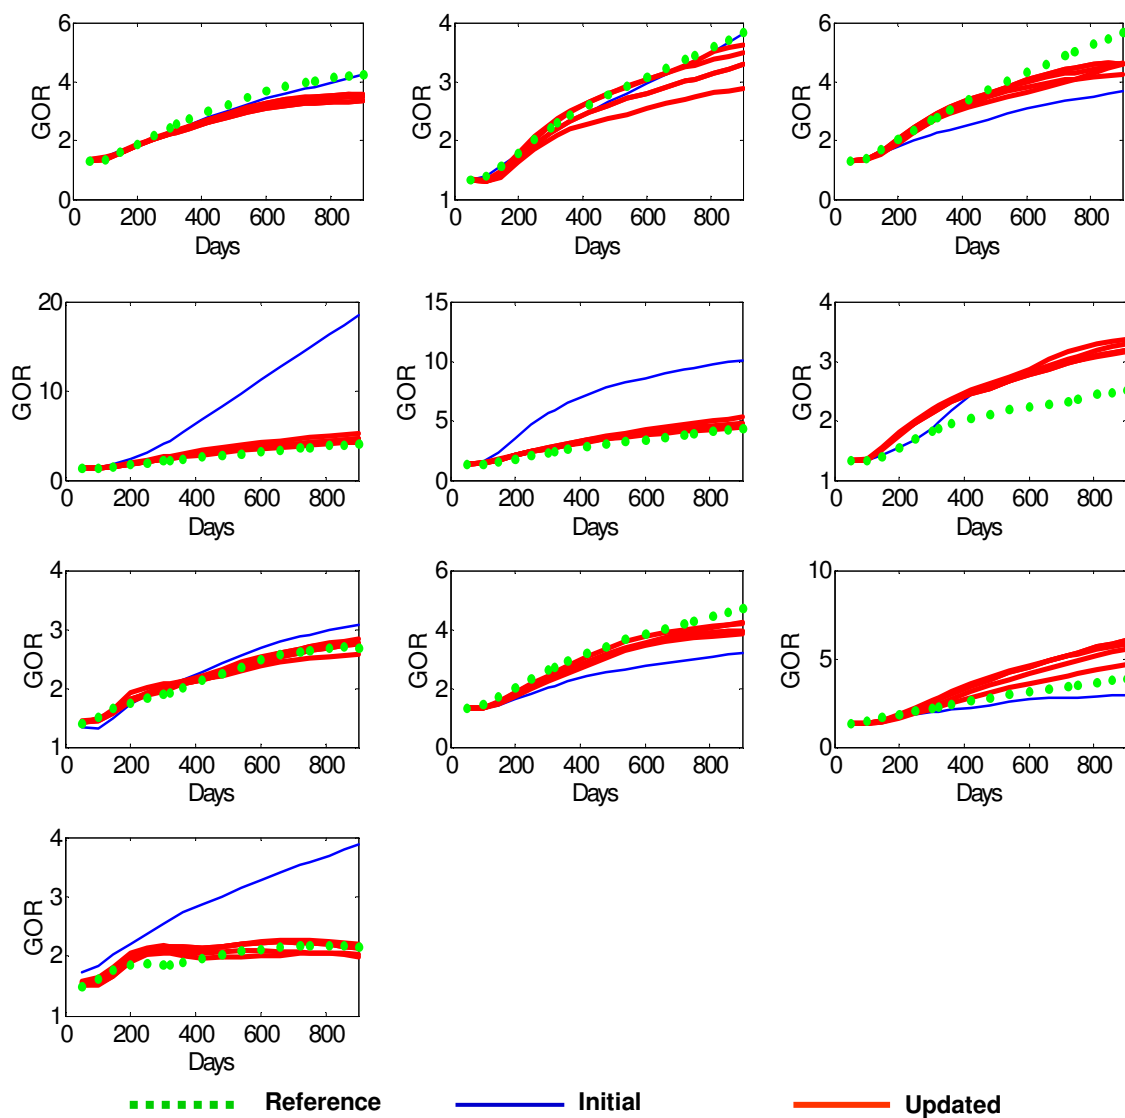 6 4 6
4 3 4
2 2 2
0 1 0
GOR GOR GOR
0 200 400 600 800 0 200 400 600 800 0 200 400 600 800
Days Days Days
20 15 4
10 10 3
5 2
0 0 1
GOR GOR GOR
0 200 400 600 800 0 200 400 600 800 0 200 400 600 800
Days Days Days
4 6 10
3 4 5
2 2
1 0 0
GOR GOR GOR
0 200 400 600 800 0 200 400 600 800 0 200 400 600 800
Days Days Days
4
3
2
1
GOR
0 200 400 600 800
Days
Reference Initial Updated